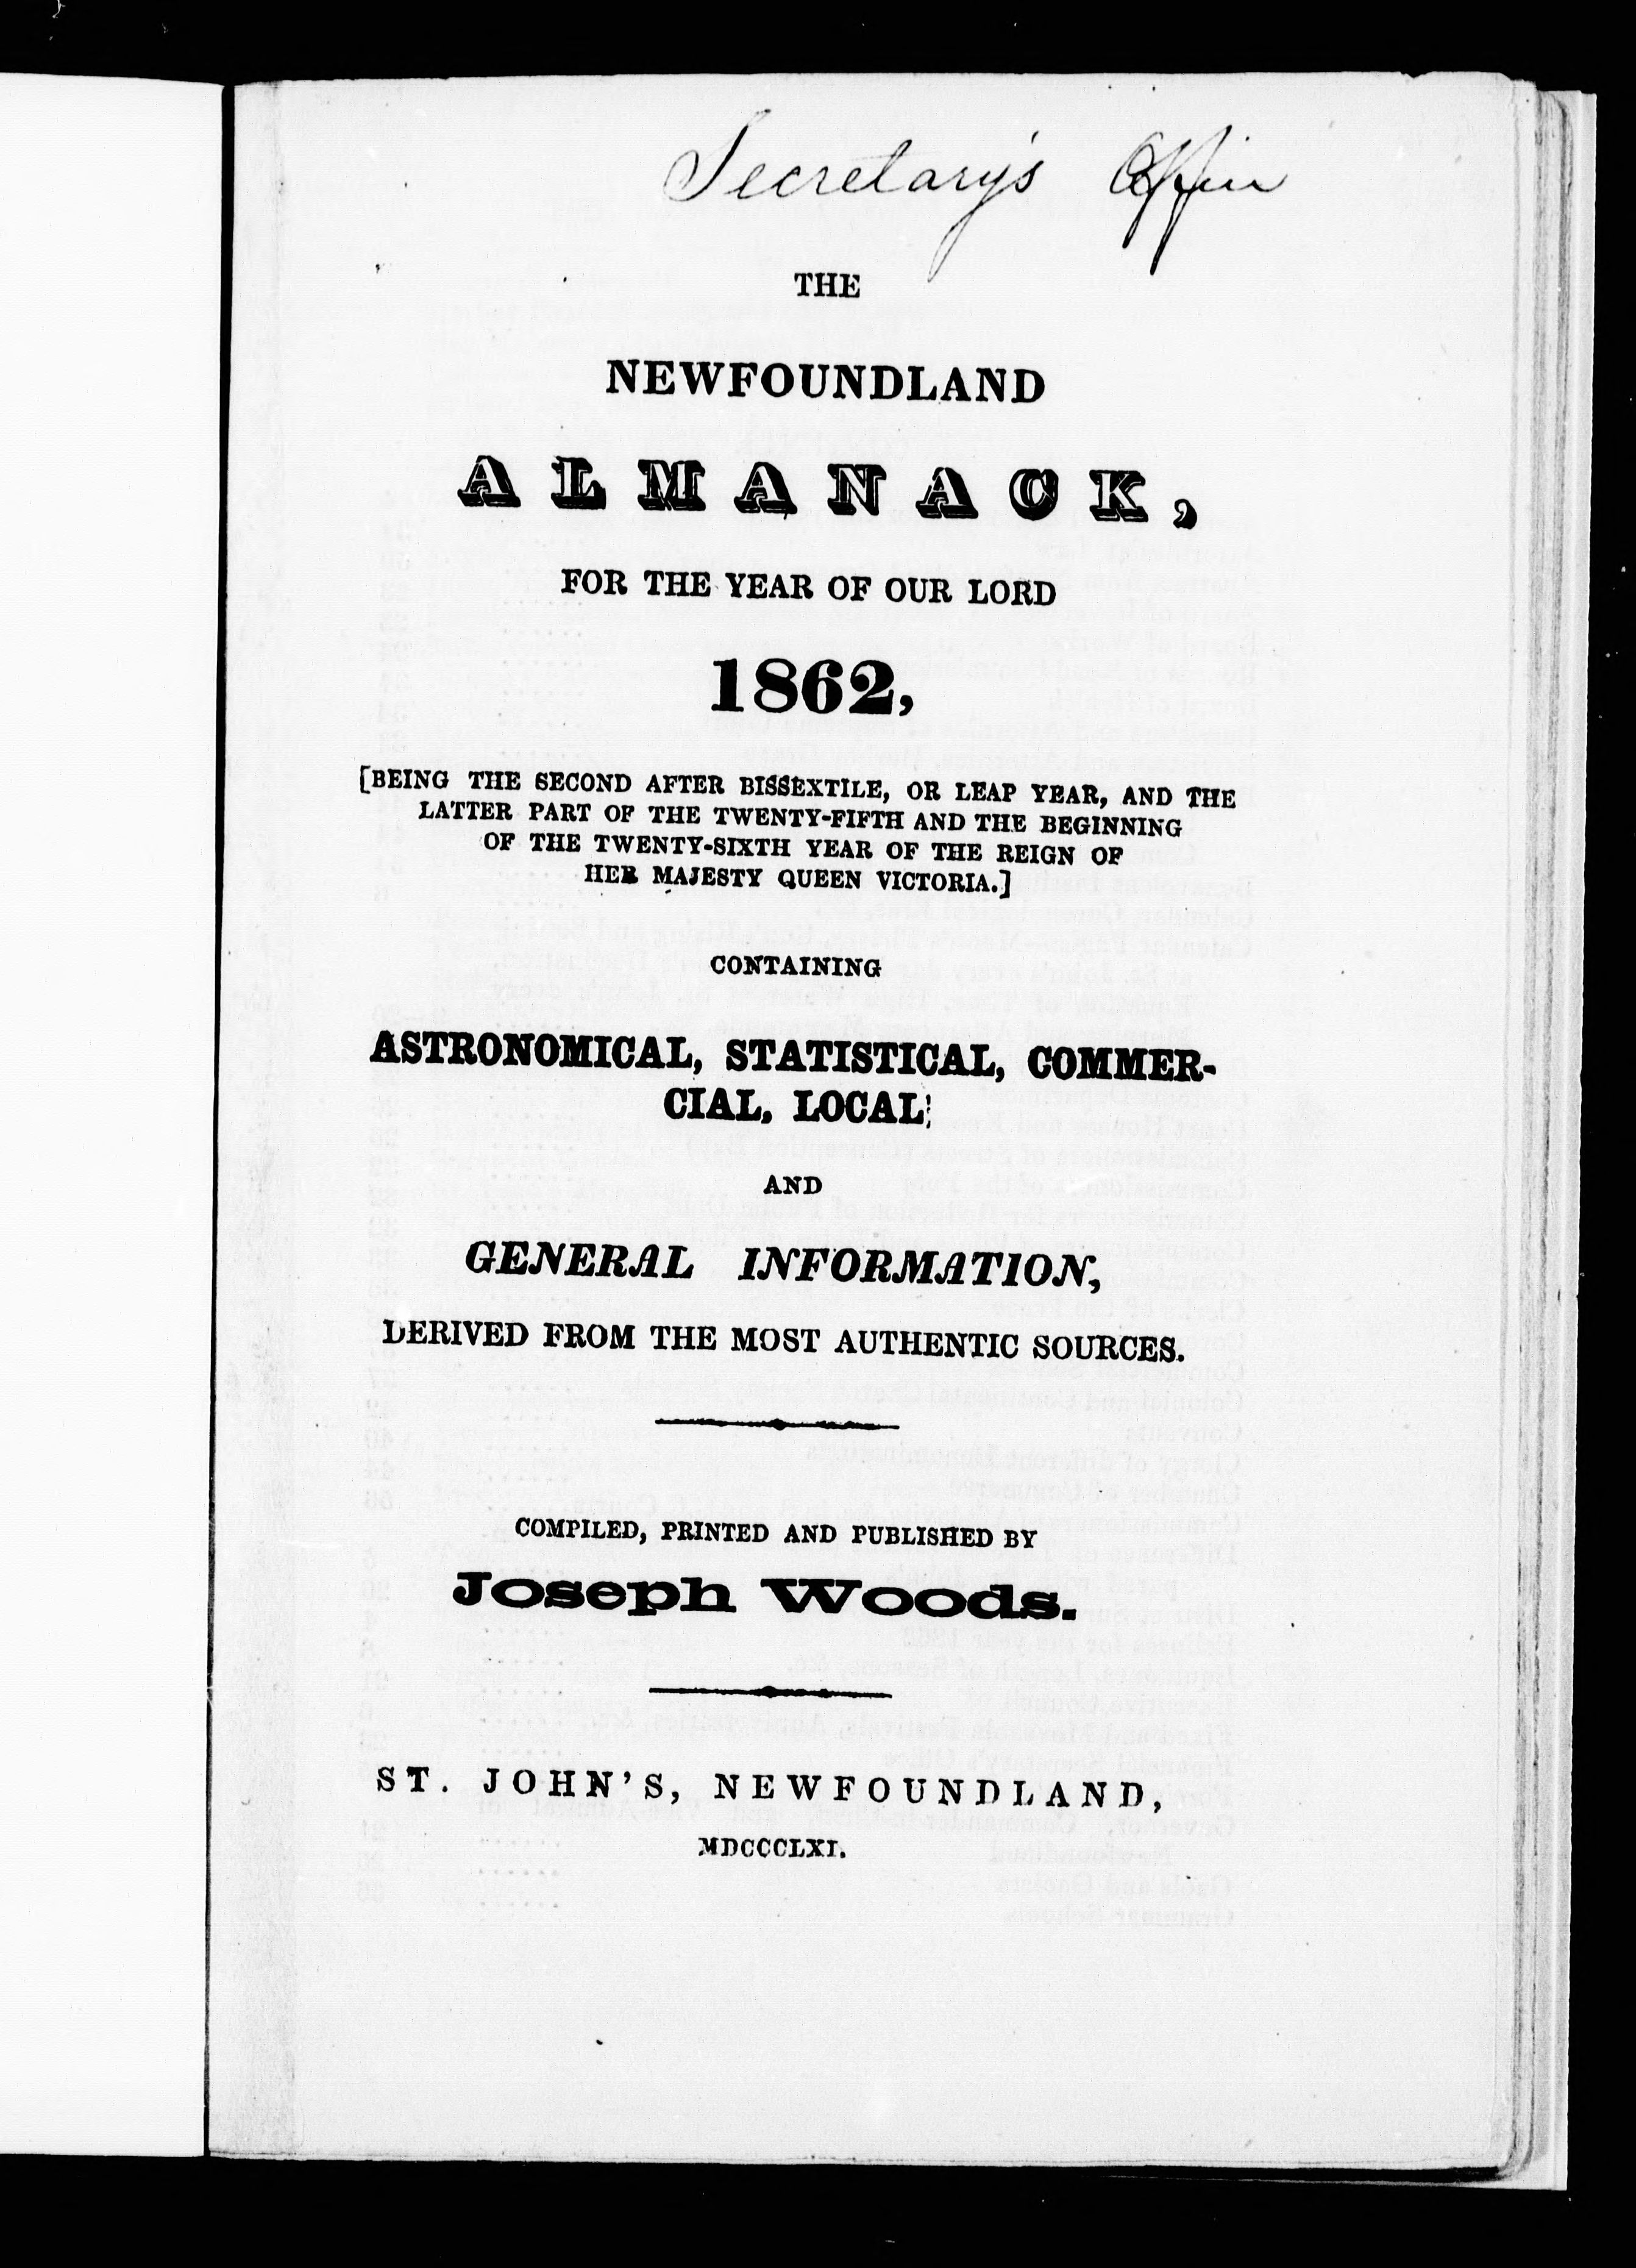 Secretary's Office
THE
NEWFOUNDLAND
ALMANACK,
FOR THE YEAR OF OUR LORD
1862,
[BEING THE SECOND AFTER BISSEXTILE, OR LEAP YEAR, AND THE
LATTER PART OF THE TWENTY-FIFTH AND THE BEGINNING
OF THE TWENTY-SIXTH YEAR OF THE REIGN OF
HER MAJESTY QUEEN VICTORIA.]
CONTAINING
ASTRONOMICAL, STATISTICAL, COMMER-
CIAL, LOCAL;
AND
GENERAL INFORMATION,
DERIVED FROM THE MOST AUTHENTIC SOURCES.
COMPILED, PRINTED AND PUBLISHED BY
Joseph Woods.
ST. JOHN'S, NEWFOUNDLAND,
MDCCCLXI.